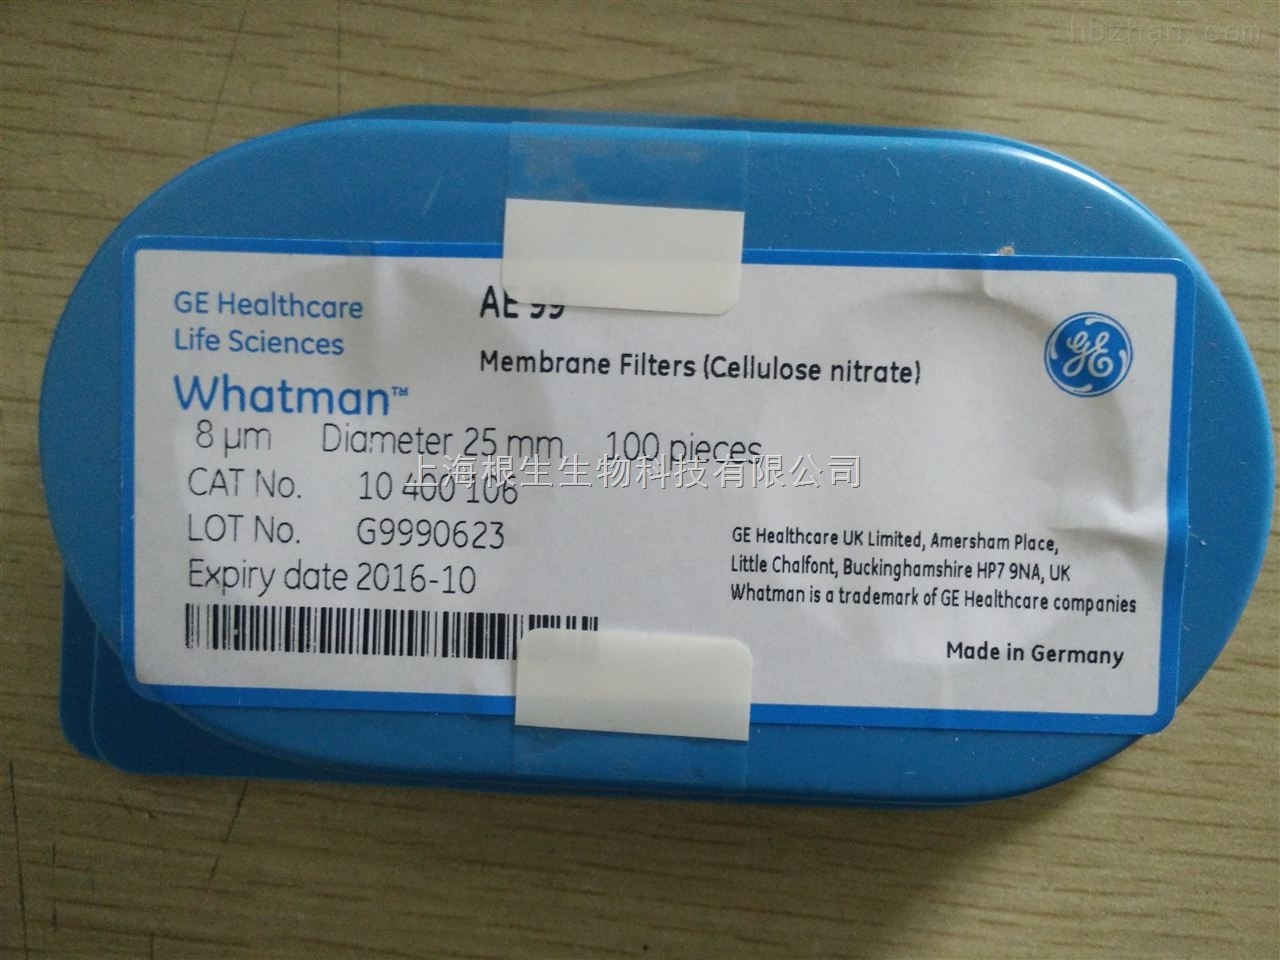 hbzhan.com
GE Healthcare
Life Sciences
Whatman™
AE 99
Membrane Filters (Cellulose nitrate)
GE
8 µm Diameter 25 mm 100 pieces
上海根生生物科技有限公司
CAT No. 10 400 106
LOT No. G9990623
Expiry date 2016-10
GE Healthcare UK Limited, Amersham Place,
Little Chalfont, Buckinghamshire HP7 9NA, UK
Whatman is a trademark of GE Healthcare companies
Made in Germany